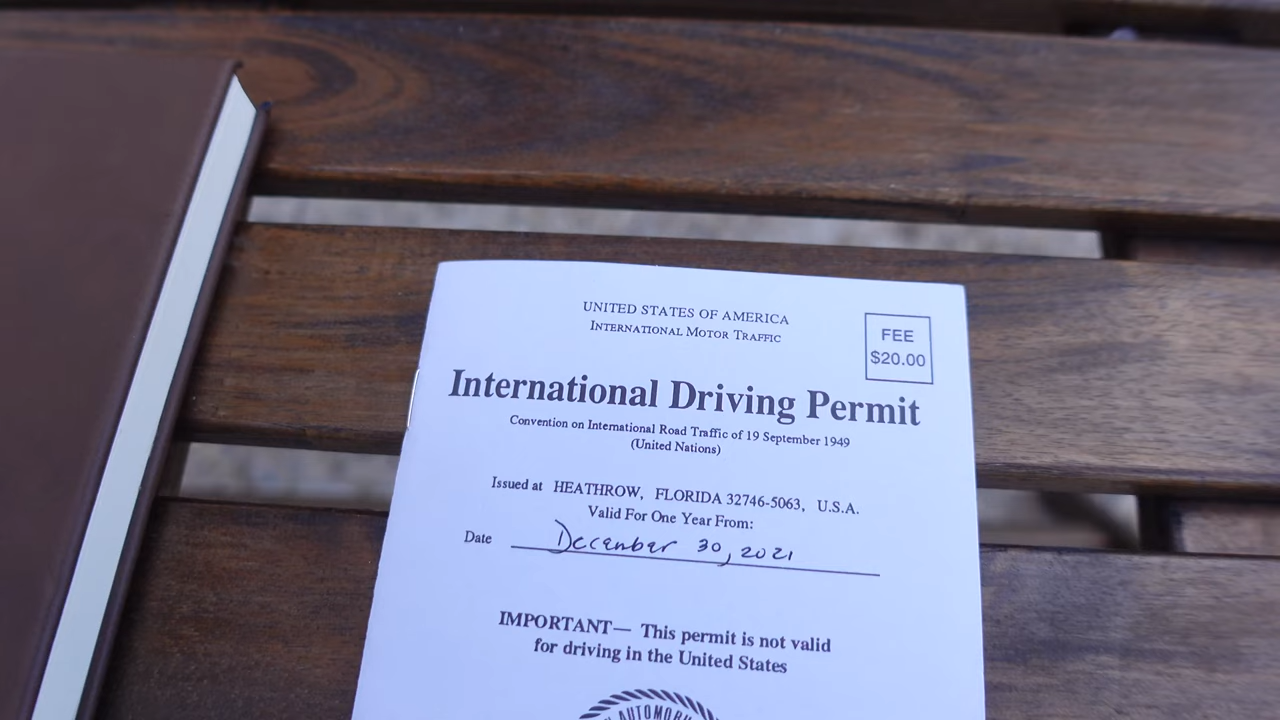 UNITED STATES OF AMERICA
INTERNATIONAL MOTOR TRAFFIC
FEE
$20.00
International Driving Permit
Convention on International Road Traffic of 19 September 1949
(United Nations)
Issued at HEATHROW, FLORIDA 32746-5063, U.S.A.
Valid For One Year From:
Date December 30, 2021
IMPORTANT— This permit is not valid
for driving in the United States